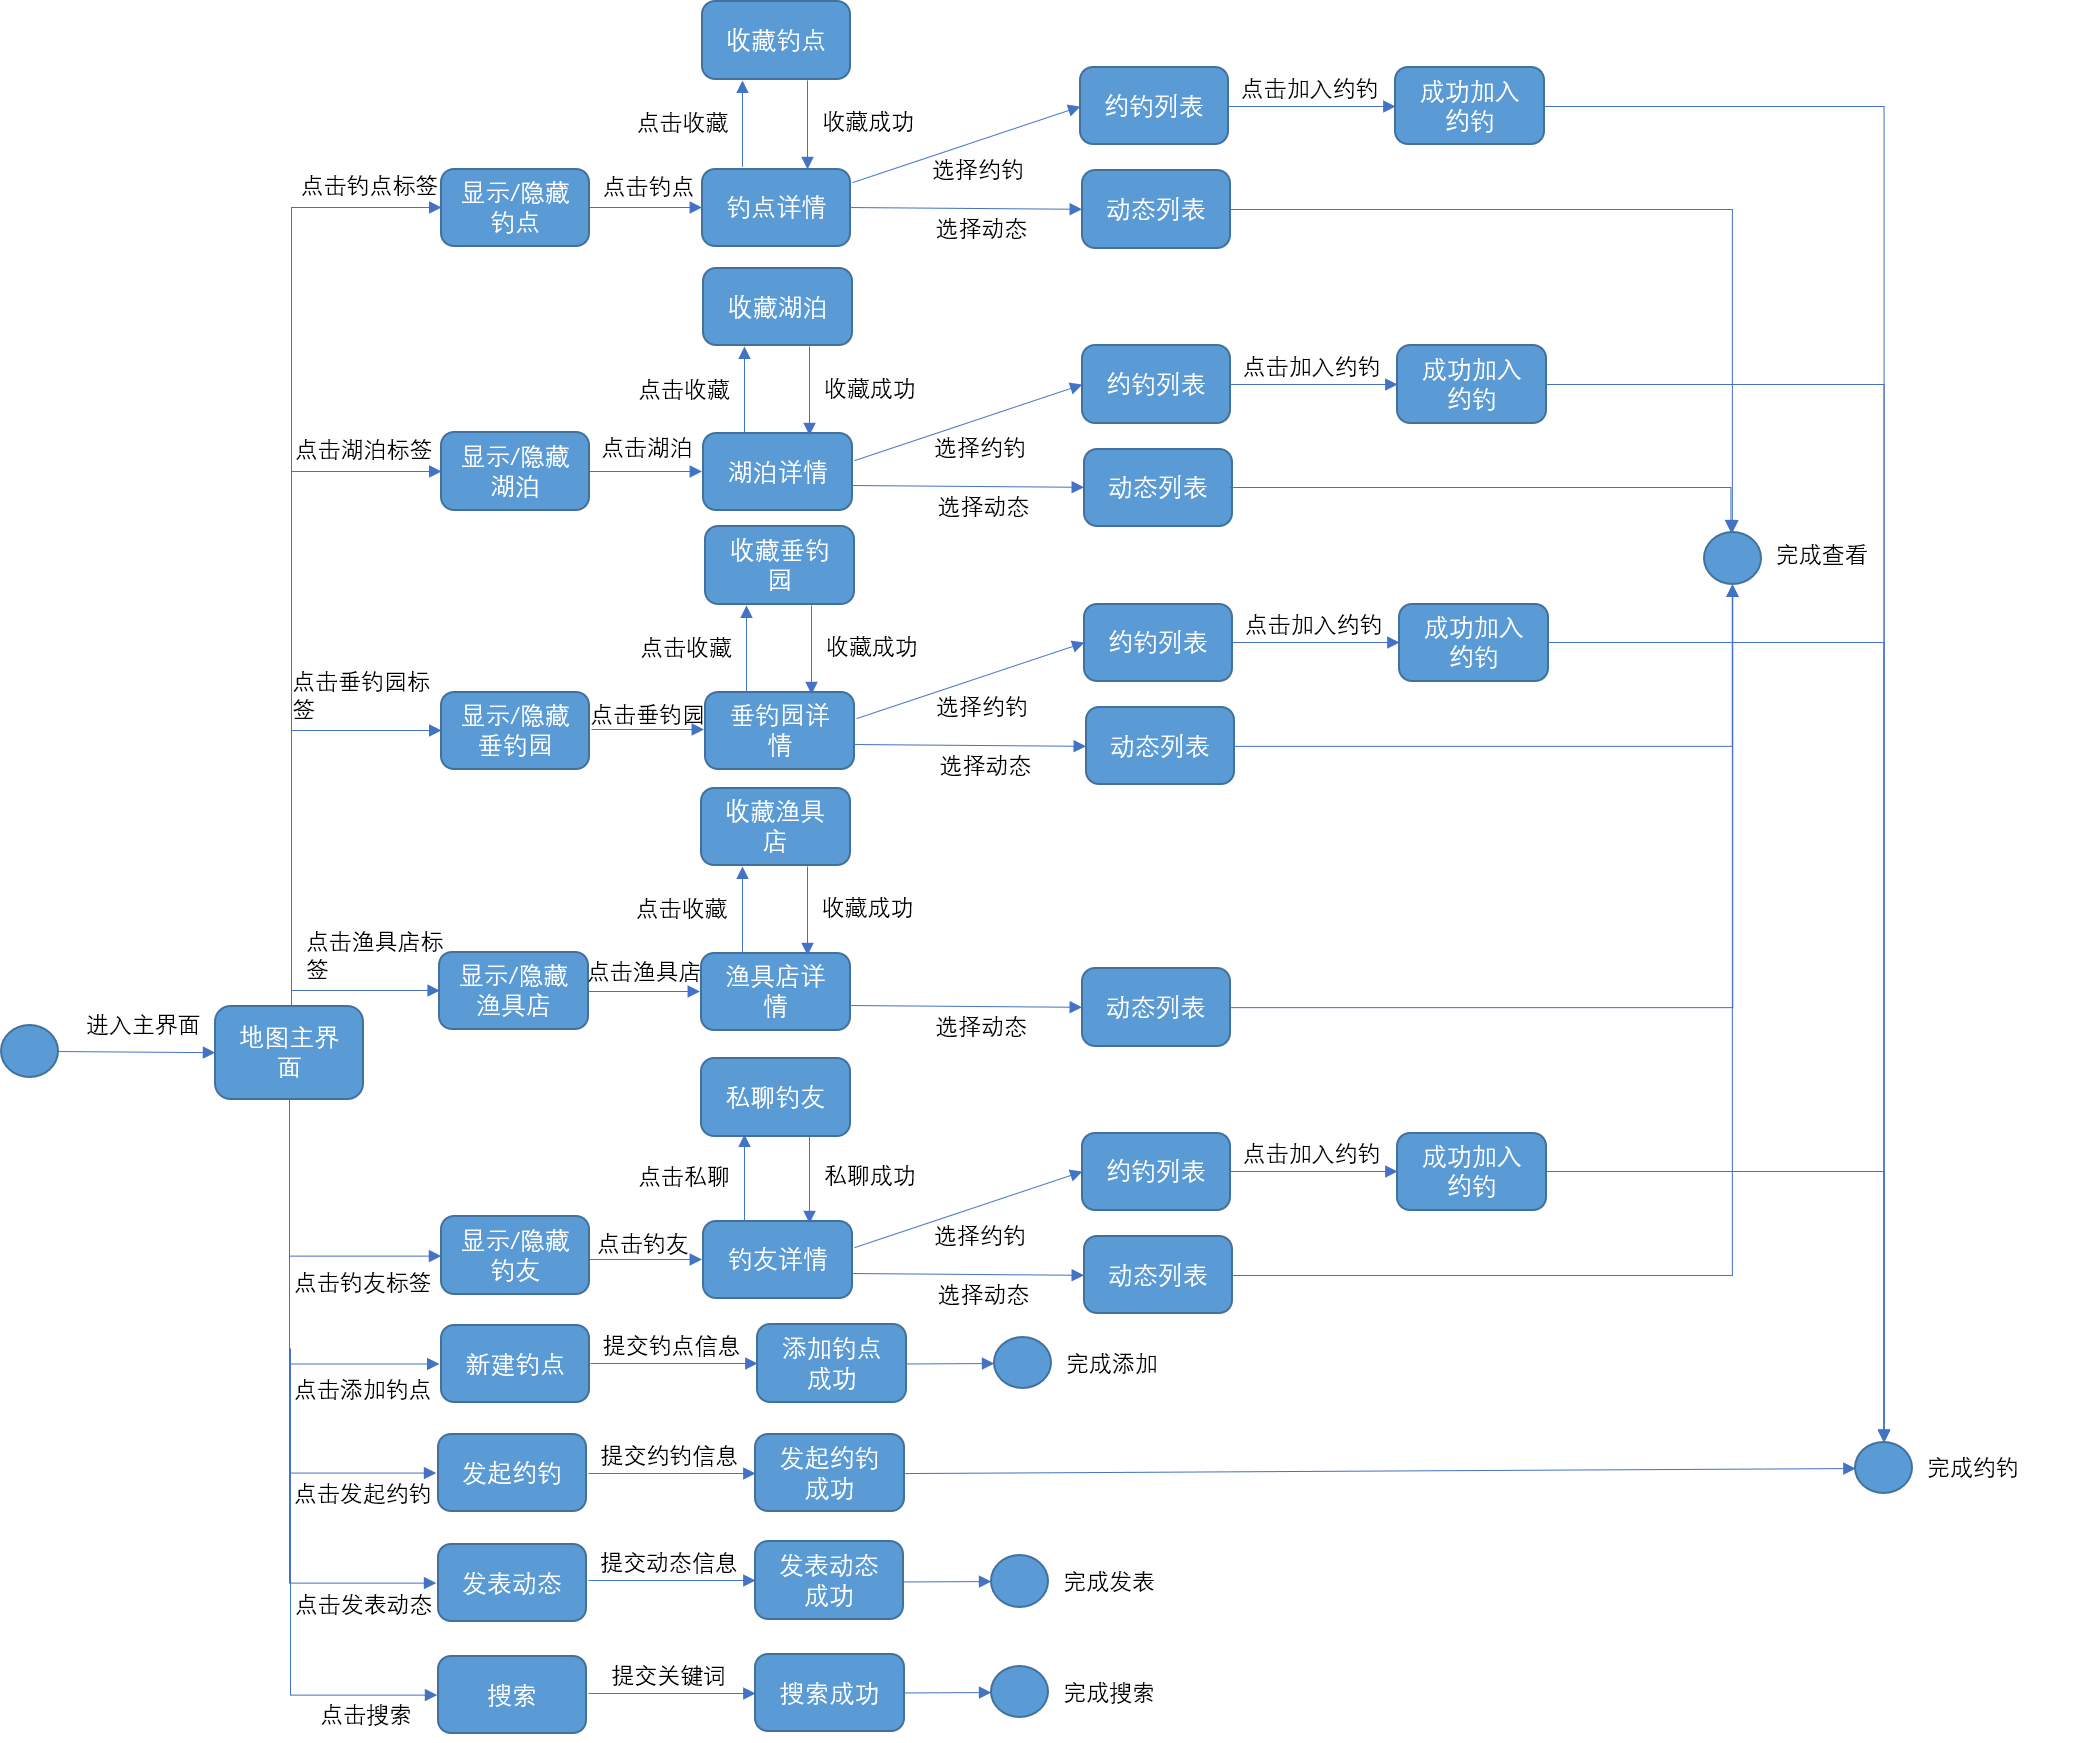 收藏钓点
点击收藏
收藏成功
约钓列表
点击加入约钓
成功加入
约钓
点击钓点标签
显示/隐藏
钓点
点击钓点
钓点详情
选择约钓
动态列表
选择动态
收藏湖泊
点击收藏
收藏成功
约钓列表
点击加入约钓
成功加入
约钓
点击湖泊标签
显示/隐藏
湖泊
点击湖泊
湖泊详情
选择约钓
动态列表
选择动态
完成查看
收藏垂钓
园
点击收藏
收藏成功
约钓列表
点击加入约钓
成功加入
约钓
点击垂钓园标
签
显示/隐藏
垂钓园
点击垂钓园
垂钓园详
情
选择约钓
动态列表
选择动态
收藏渔具
店
点击收藏
收藏成功
点击渔具店标
签
显示/隐藏
渔具店
点击渔具店
渔具店详
情
动态列表
选择动态
进入主界面
地图主界
面
私聊钓友
点击私聊
私聊成功
约钓列表
点击加入约钓
成功加入
约钓
显示/隐藏
钓友
点击钓友标签
点击钓友
钓友详情
选择约钓
动态列表
选择动态
新建钓点
点击添加钓点
提交钓点信息
添加钓点
成功
完成添加
发起约钓
点击发起约钓
提交约钓信息
发起约钓
成功
完成约钓
发表动态
点击发表动态
提交动态信息
发表动态
成功
完成发表
搜索
点击搜索
提交关键词
搜索成功
完成搜索